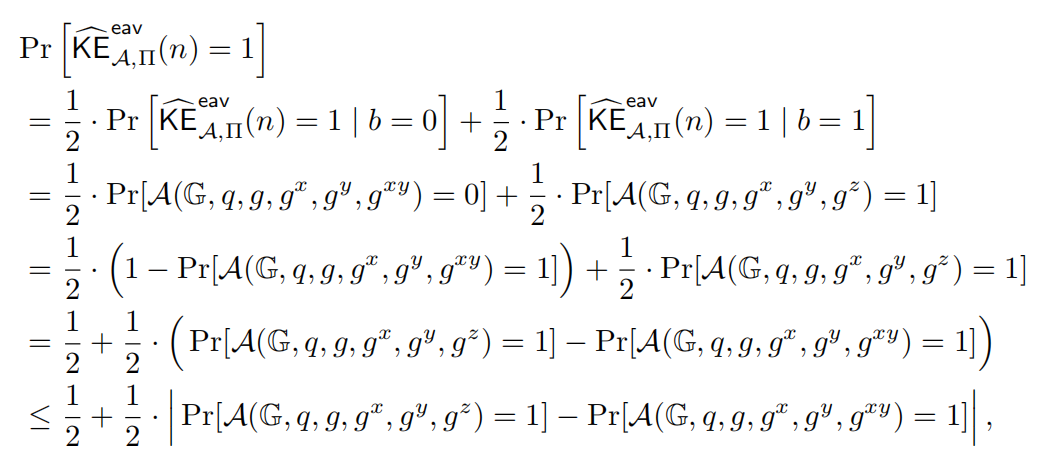 Pr[\widehat{KE}^{eav}_{𝒜,Π}(n) = 1]
= 1/2 · Pr[\widehat{KE}^{eav}_{𝒜,Π}(n) = 1 | b = 0] + 1/2 · Pr[\widehat{KE}^{eav}_{𝒜,Π}(n) = 1 | b = 1]
= 1/2 · Pr[𝒜(𝔾, q, g, g^x, g^y, g^{xy}) = 0] + 1/2 · Pr[𝒜(𝔾, q, g, g^x, g^y, g^z) = 1]
= 1/2 · (1 − Pr[𝒜(𝔾, q, g, g^x, g^y, g^{xy}) = 1]) + 1/2 · Pr[𝒜(𝔾, q, g, g^x, g^y, g^z) = 1]
= 1/2 + 1/2 · (Pr[𝒜(𝔾, q, g, g^x, g^y, g^z) = 1] − Pr[𝒜(𝔾, q, g, g^x, g^y, g^{xy}) = 1])
≤ 1/2 + 1/2 · |Pr[𝒜(𝔾, q, g, g^x, g^y, g^z) = 1] − Pr[𝒜(𝔾, q, g, g^x, g^y, g^{xy}) = 1]|,